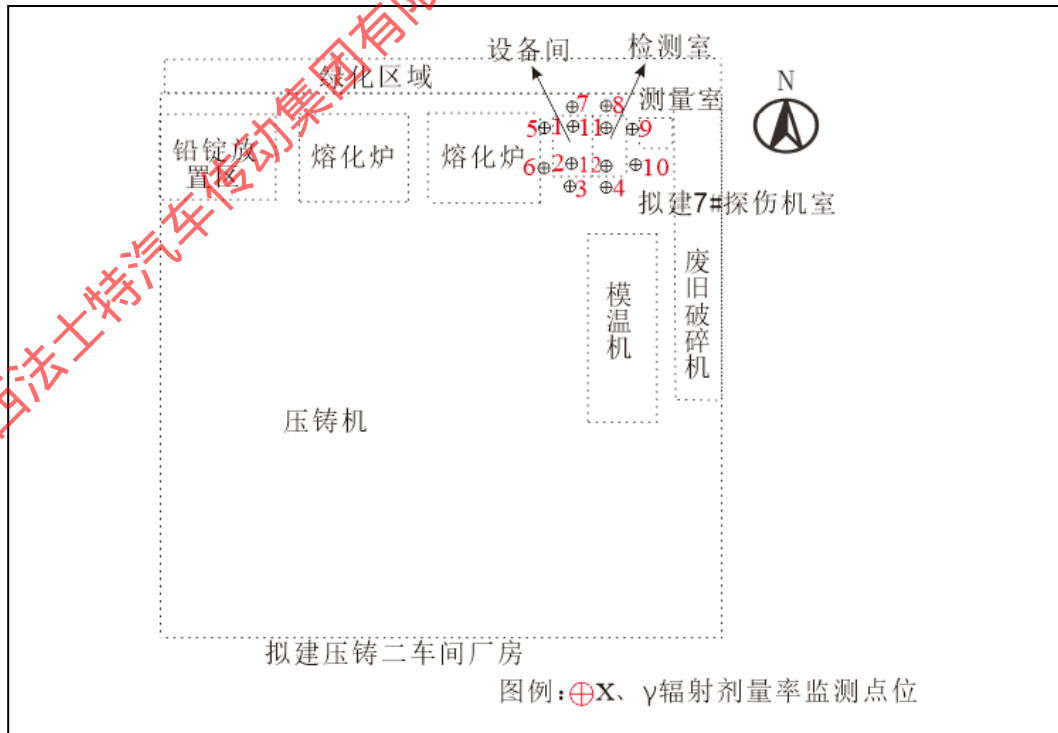 设备间
检测室
绿化区域
N
7
8
测量室
5
1
11
9
铅锭放
置区
熔化炉
熔化炉
6
2
12
10
3
4
拟建7#探伤机室
废旧破碎机
模温机
压铸机
拟建压铸二车间厂房
图例:X、γ辐射剂量率监测点位
西法士特汽车传动集团有限